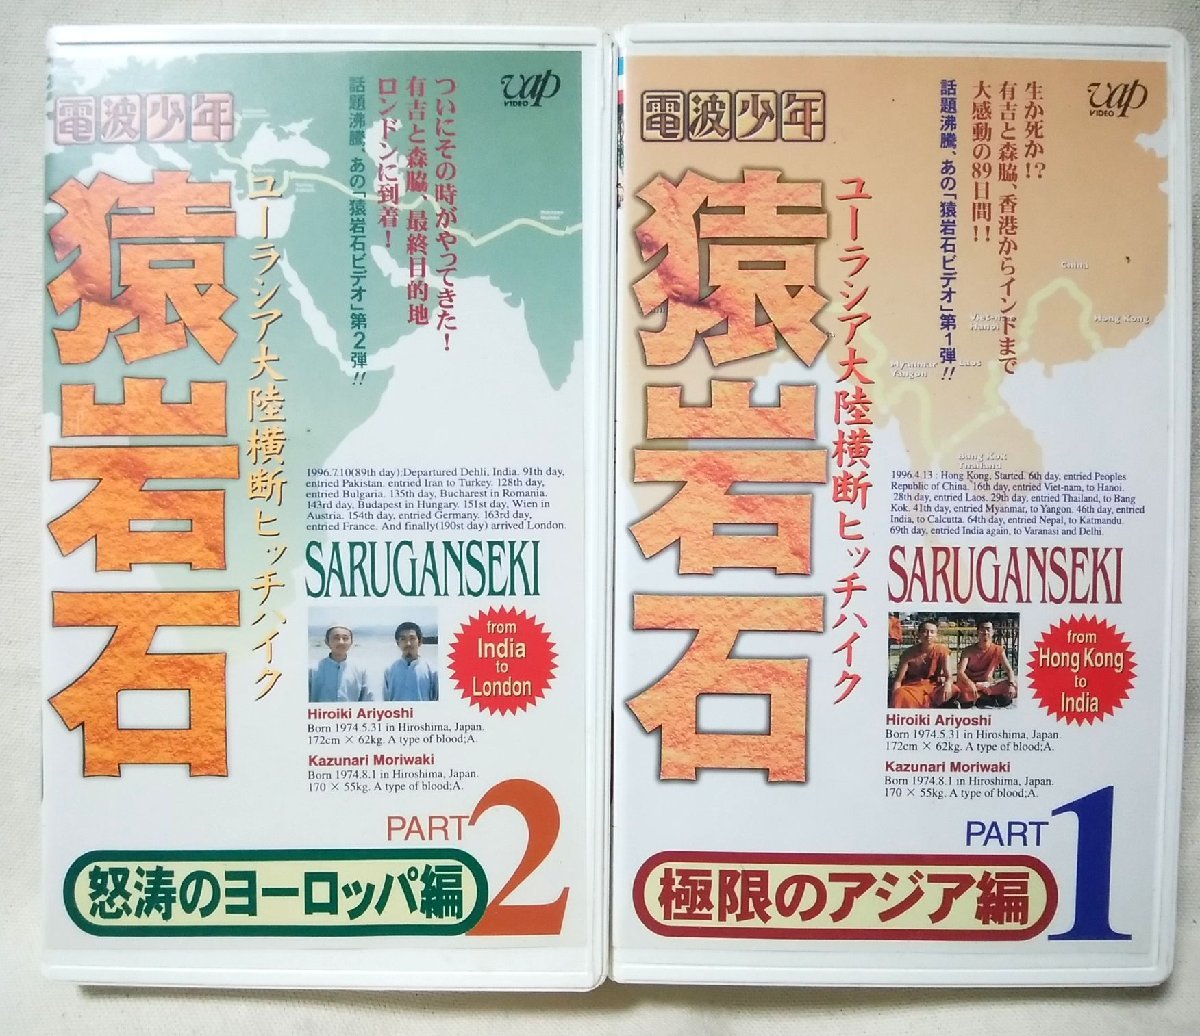 vap
VIDEO
電波少年
猿岩石
ユーラシア大陸横断ヒッチハイク
ついにその時がやってきた!
有吉と森脇、最終目的地
ロンドンに到着!
話題沸騰、あの「猿岩石ビデオ」第2弾!!
1996.7.10(89th day):Departured Dehli, India. 91th day,
entried Pakistan. entried Iran to Turkey. 128th day,
entried Bulgaria. 135th day, Bucharest in Romania.
143rd day, Budapest in Hungary. 151st day, Wien in
Austria. 154th day, entried Germany. 163rd day,
entried France. And finally(190st day) arrived London.
SARUGANSEKI
from
India
to
London
Hiroiki Ariyoshi
Born 1974.5.31 in Hiroshima, Japan.
172cm × 62kg. A type of blood;A.
Kazunari Moriwaki
Born 1974.8.1 in Hiroshima, Japan.
170 × 55kg. A type of blood;A.
PART 2
怒涛のヨーロッパ編
vap
VIDEO
電波少年
猿岩石
ユーラシア大陸横断ヒッチハイク
生か死か!?
有吉と森脇、香港からインドまで
大感動の89日間!!
話題沸騰、あの「猿岩石ビデオ」第1弾!!
China
Hong Kong
Hanoi
Laos
Myanmar
Yangon
Bang Kok
Thailand
1996.4.13 : Hong Kong, Started. 6th day, entried Peoples
Republic of China. 16th day, entried Viet-nam, to Hanoi.
28th day, entried Laos. 29th day, entried Thailand, to Bang
Kok. 41th day, entried Myanmar, to Yangon. 46th day, entried
India, to Calcutta. 64th day, entried Nepal, to Katmandu.
69th day, entried India again, to Varanasi and Delhi.
SARUGANSEKI
from
Hong Kong
to
India
Hiroiki Ariyoshi
Born 1974.5.31 in Hiroshima, Japan.
172cm × 62kg. A type of blood;A.
Kazunari Moriwaki
Born 1974.8.1 in Hiroshima, Japan.
170 × 55kg. A type of blood;A.
PART 1
極限のアジア編